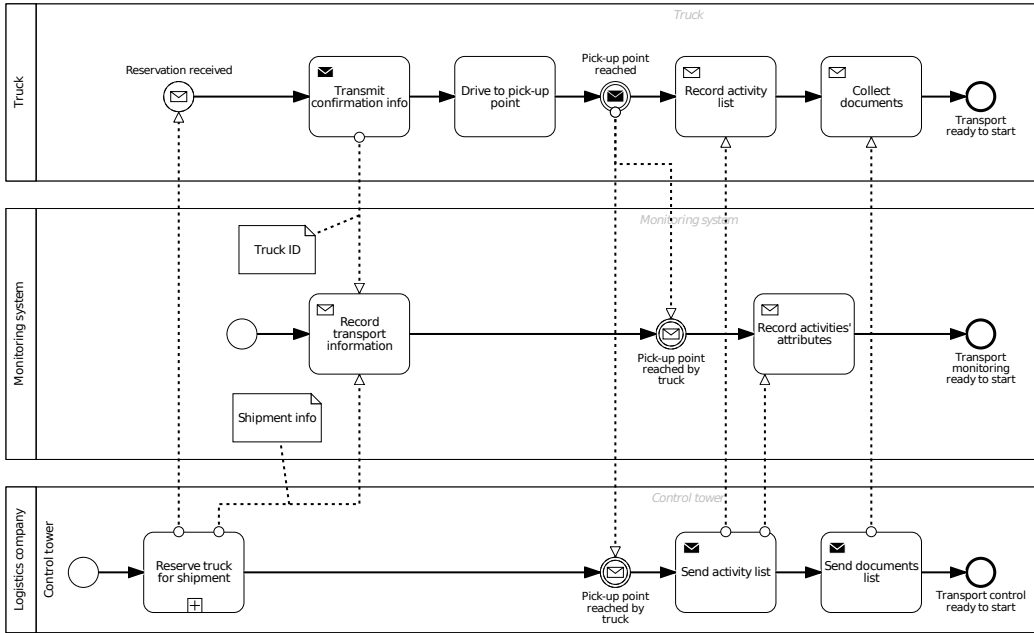 Truck
Truck
Reservation received
Transmit
confirmation info
Drive to pick-up
point
Pick-up point
reached
Record activity
list
Collect
documents
Transport
ready to start
Monitoring system
Monitoring system
Truck ID
Record
transport
information
Pick-up point
reached by
truck
Record activities'
attributes
Transport
monitoring
ready to start
Shipment info
Logistics company
Control tower
Control tower
Reserve truck
for shipment
Pick-up point
reached by
truck
Send activity list
Send documents
list
Transport control
ready to start